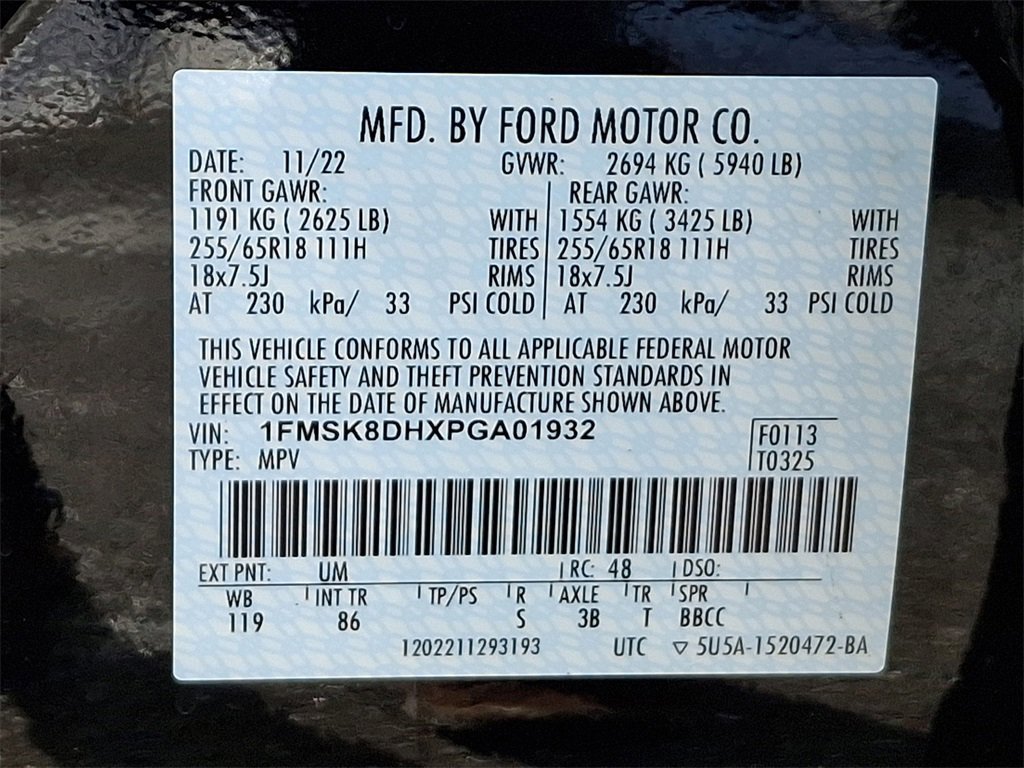 MFD. BY FORD MOTOR CO.
DATE: 11/22 GVWR: 2694 KG ( 5940 LB)
FRONT GAWR: REAR GAWR:
1191 KG ( 2625 LB) WITH 1554 KG ( 3425 LB) WITH
255/65R18 111H TIRES 255/65R18 111H TIRES
18x7.5J RIMS 18x7.5J RIMS
AT 230 kPa/ 33 PSI COLD AT 230 kPa/ 33 PSI COLD
THIS VEHICLE CONFORMS TO ALL APPLICABLE FEDERAL MOTOR
VEHICLE SAFETY AND THEFT PREVENTION STANDARDS IN
EFFECT ON THE DATE OF MANUFACTURE SHOWN ABOVE.
VIN: 1FMSK8DHXPGA01932 F0113
TYPE: MPV T0325
EXT PNT: UM RC: 48 DSO:
WB INT TR TP/PS R AXLE TR SPR
119 86 S 3B T BBCC
1202211293193 UTC ▽ 5U5A-1520472-BA